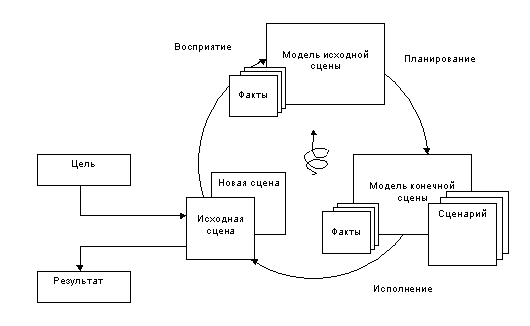 Восприятие
Модель исходной
сцены
Планирование
Факты
Цель
Новая сцена
Модель конечной
сцены
Исходная
сцена
Сценарий
Факты
Результат
Исполнение